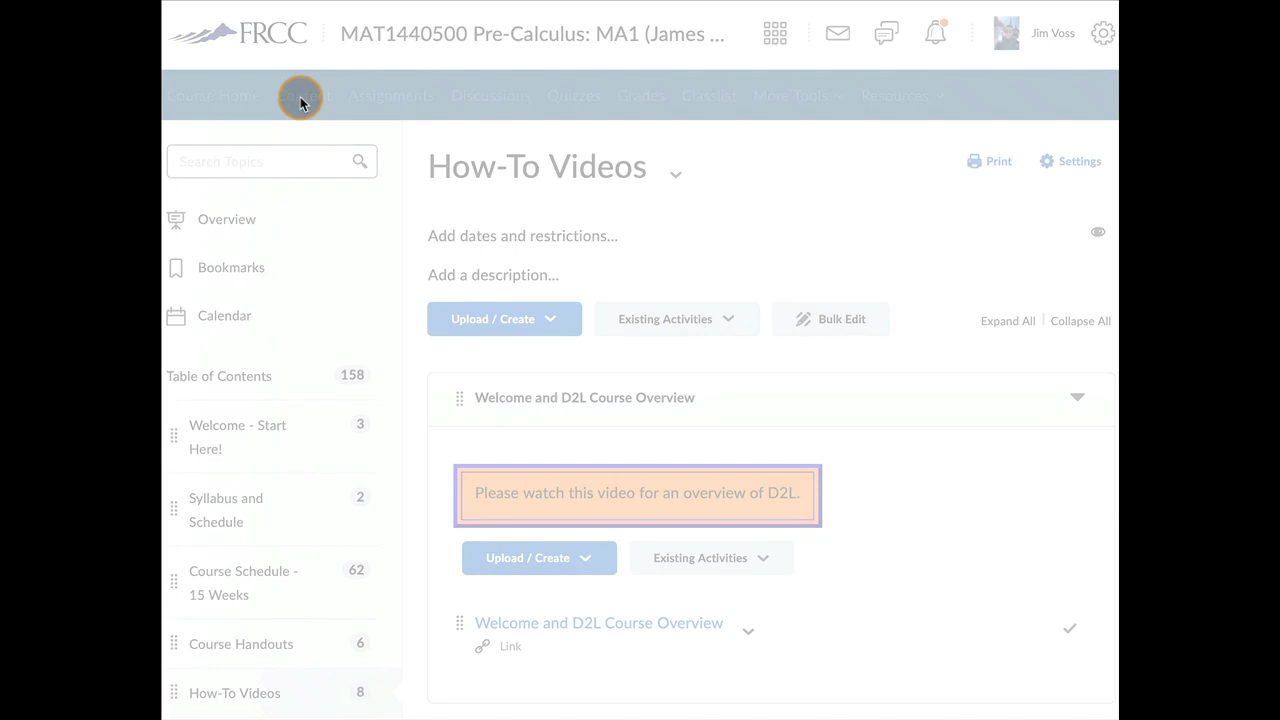 FRCC
MAT1440500 Pre-Calculus: MA1 (James ...
Jim Voss
Course Home Content Assignments Discussions Quizzes Grades Classlist More Tools Resources
Search Topics
How-To Videos
Print
Settings
Overview
Add dates and restrictions...
Bookmarks
Add a description...
Calendar
Upload / Create
Existing Activities
Bulk Edit
Expand All
Collapse All
Table of Contents 158
Welcome and D2L Course Overview
Welcome - Start
Here!
3
Please watch this video for an overview of D2L.
Syllabus and
Schedule
2
Upload / Create
Existing Activities
Course Schedule -
15 Weeks
62
Welcome and D2L Course Overview
Link
Course Handouts 6
How-To Videos 8